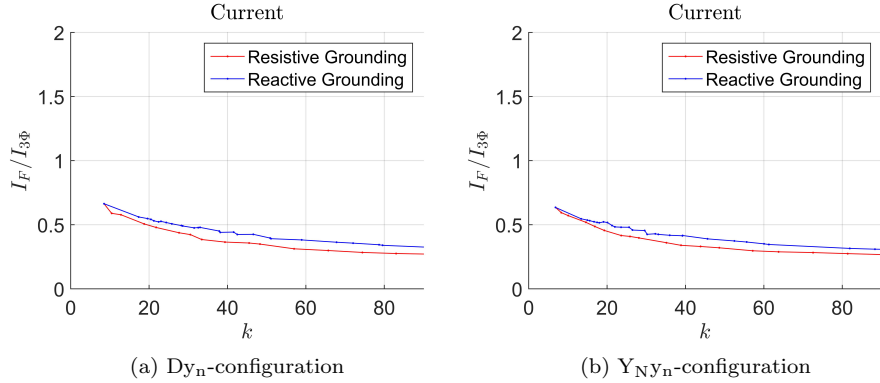 Current
2
1.5
1
0.5
0
0 20 40 60 80
I_F/I_{3Φ}
k
Resistive Grounding
Reactive Grounding
(a) Dy_n-configuration
Current
2
1.5
1
0.5
0
0 20 40 60 80
I_F/I_{3Φ}
k
Resistive Grounding
Reactive Grounding
(b) Y_Ny_n-configuration